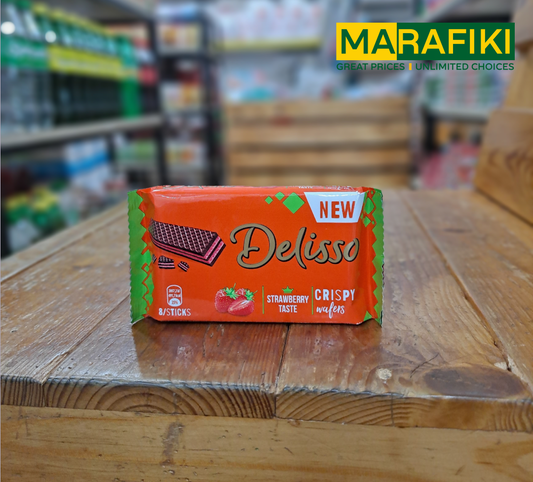 MARAFIKI
GREAT PRICES | UNLIMITED CHOICES
NEW
Delisso
STRAWBERRY
TASTE
CRISPY
wafers
8/STICKS